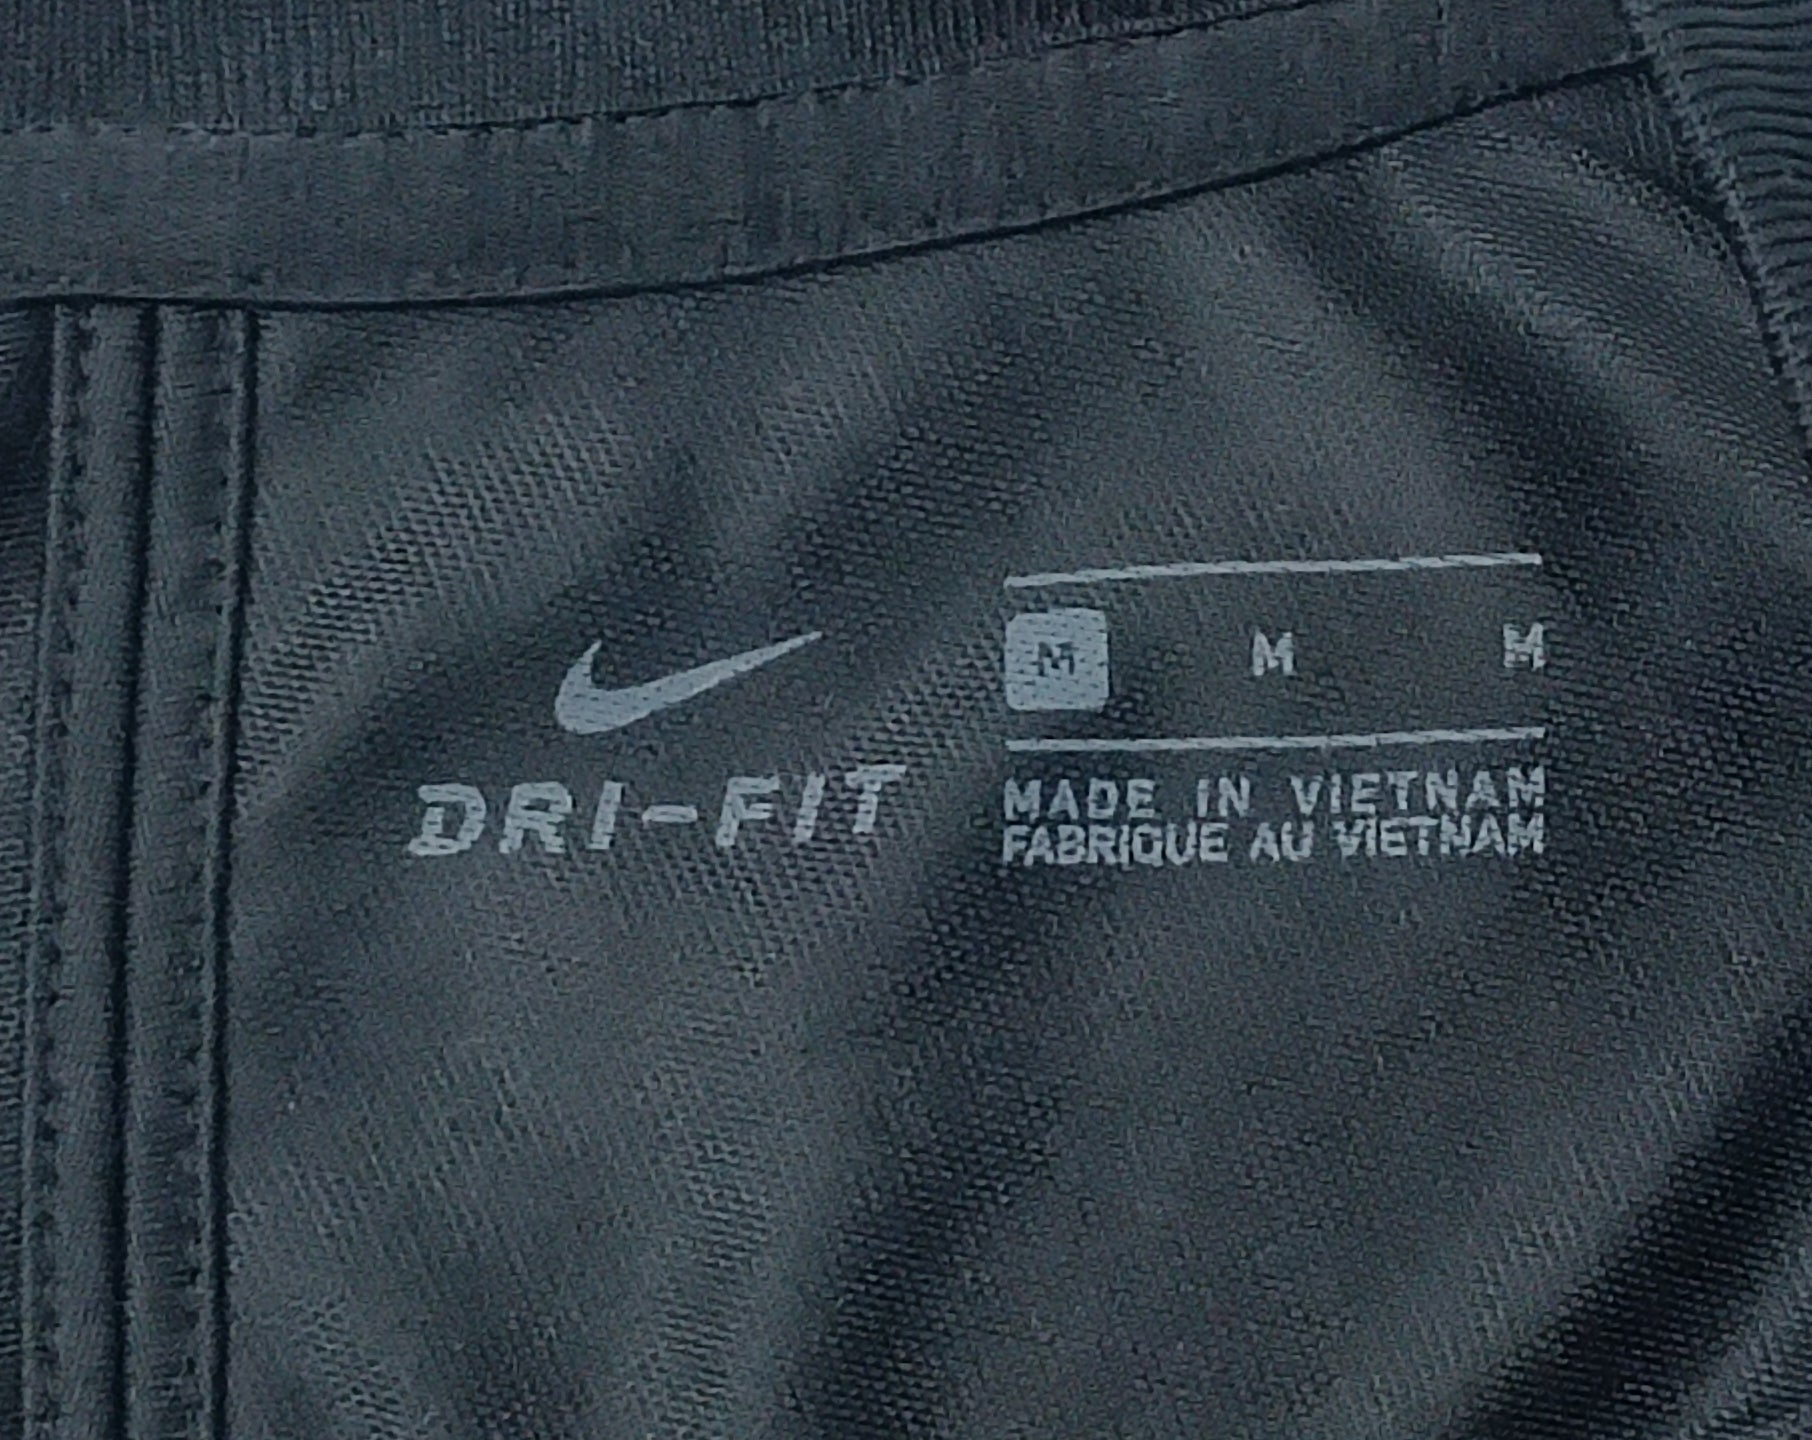 DRI-FIT
M M M
MADE IN VIETNAM
FABRIQUE AU VIETNAM